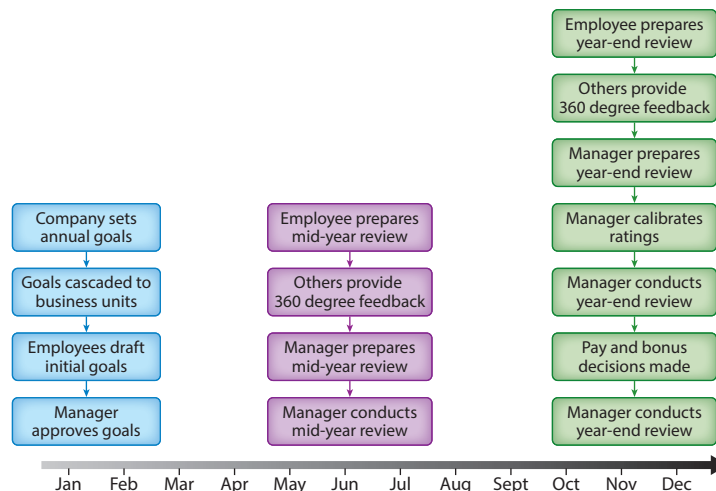 Company sets
annual goals
Goals cascaded to
business units
Employees draft
initial goals
Manager
approves goals
Employee prepares
mid-year review
Others provide
360 degree feedback
Manager prepares
mid-year review
Manager conducts
mid-year review
Employee prepares
year-end review
Others provide
360 degree feedback
Manager prepares
year-end review
Manager calibrates
ratings
Manager conducts
year-end review
Pay and bonus
decisions made
Manager conducts
year-end review
Jan Feb Mar Apr May Jun Jul Aug Sept Oct Nov Dec